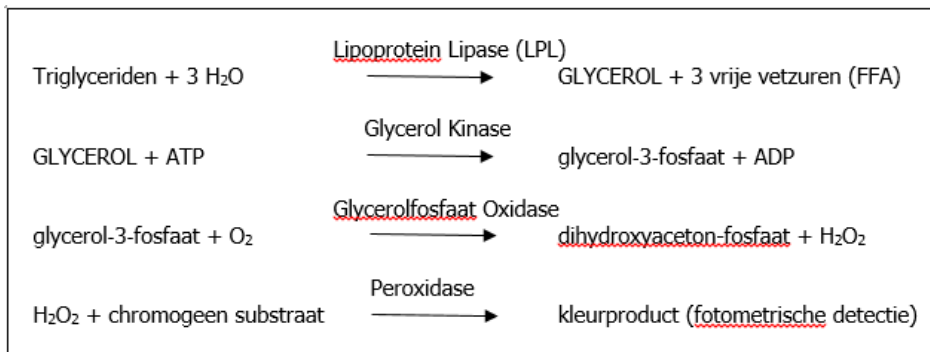 Lipoprotein Lipase (LPL)
Triglyceriden + 3 H₂O → GLYCEROL + 3 vrije vetzuren (FFA)
Glycerol Kinase
GLYCEROL + ATP → glycerol-3-fosfaat + ADP
Glycerolfosfaat Oxidase
glycerol-3-fosfaat + O₂ → dihydroxyaceton-fosfaat + H₂O₂
Peroxidase
H₂O₂ + chromogeen substraat → kleurproduct (fotometrische detectie)